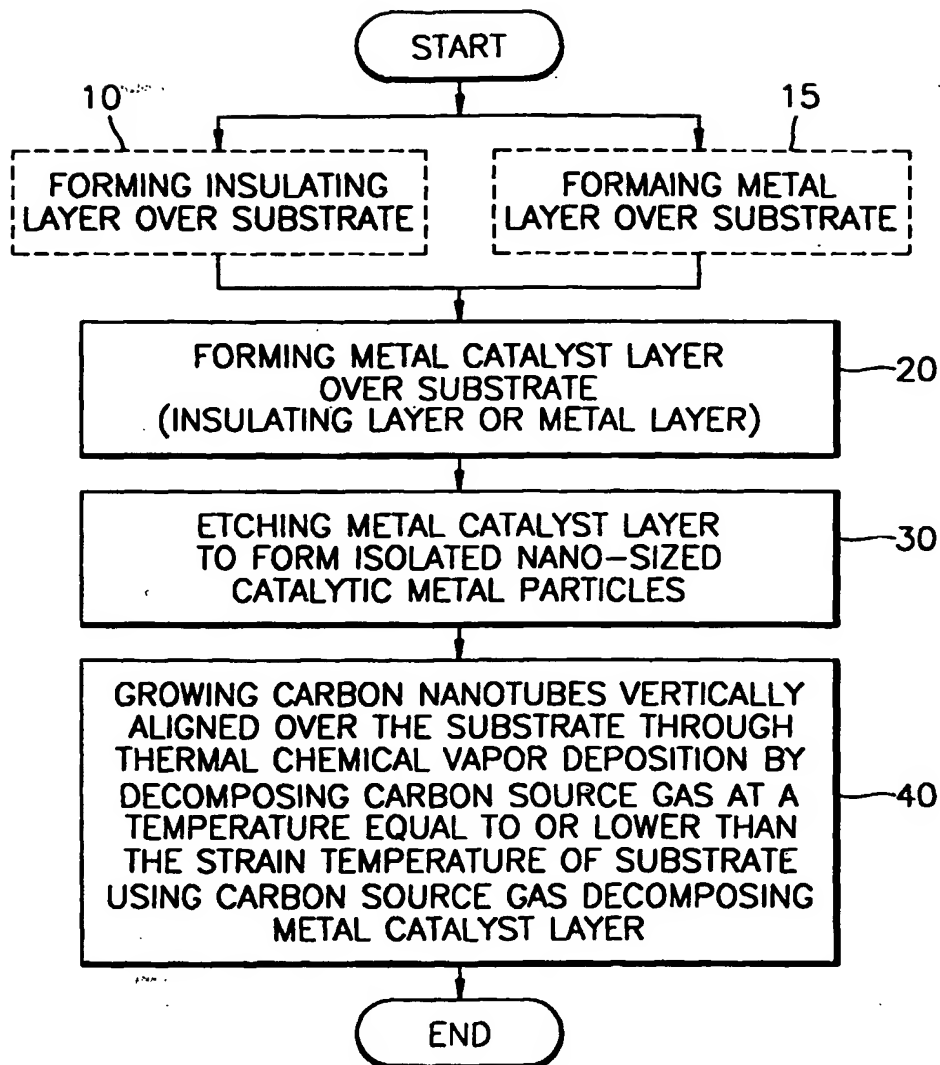 START
10
15
FORMING INSULATING
LAYER OVER SUBSTRATE
FORMAING METAL
LAYER OVER SUBSTRATE
FORMING METAL CATALYST LAYER
OVER SUBSTRATE
(INSULATING LAYER OR METAL LAYER)
20
ETCHING METAL CATALYST LAYER
TO FORM ISOLATED NANO-SIZED
CATALYTIC METAL PARTICLES
30
GROWING CARBON NANOTUBES VERTICALLY
ALIGNED OVER THE SUBSTRATE THROUGH
THERMAL CHEMICAL VAPOR DEPOSITION BY
DECOMPOSING CARBON SOURCE GAS AT A
TEMPERATURE EQUAL TO OR LOWER THAN
THE STRAIN TEMPERATURE OF SUBSTRATE
USING CARBON SOURCE GAS DECOMPOSING
METAL CATALYST LAYER
40
END